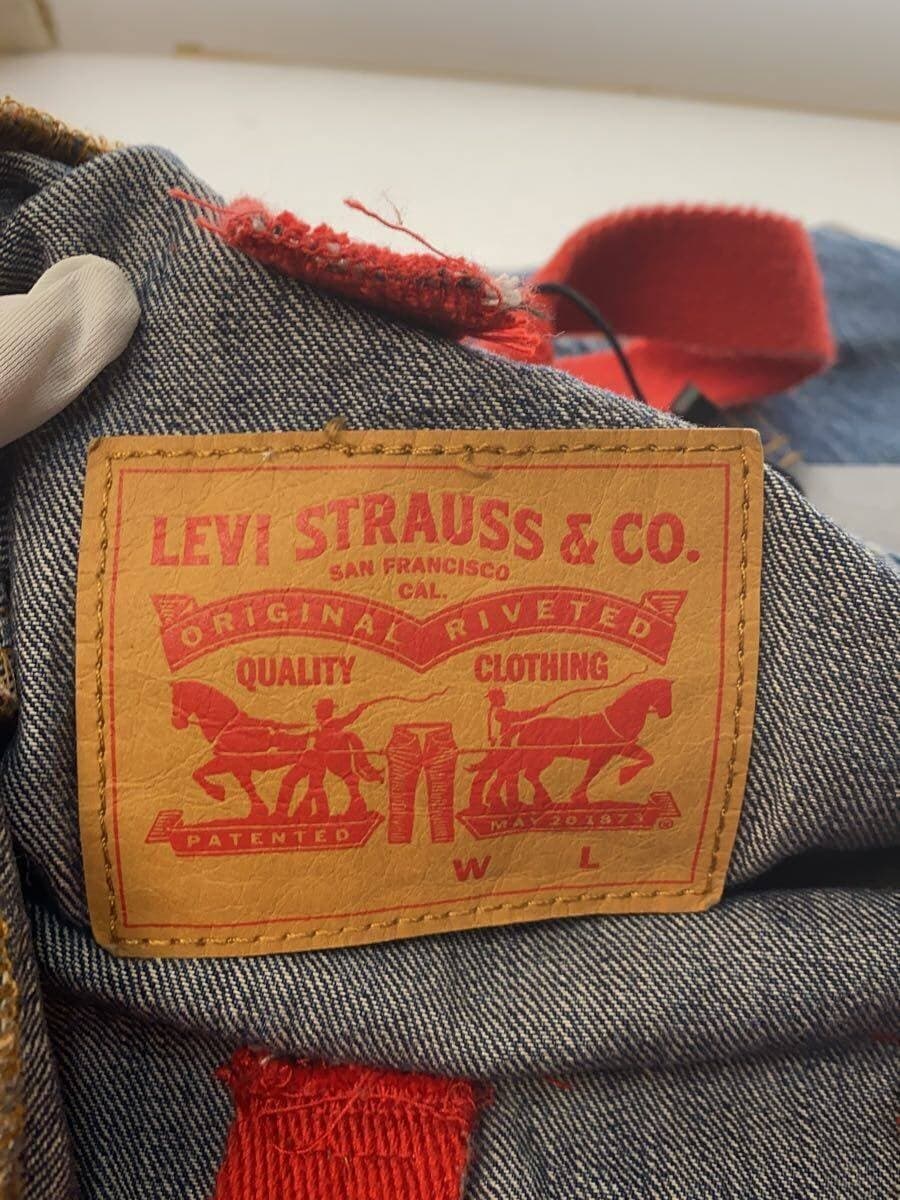 LEVI STRAUSS & CO.
SAN FRANCISCO
CAL.
ORIGINAL RIVETED
QUALITY CLOTHING
PATENTED MAY 20 1873 ®
W L